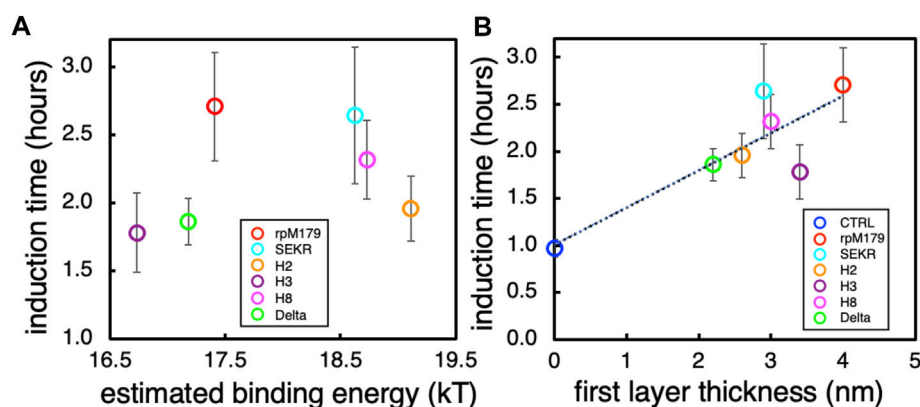 A
induction time (hours)
3.0
2.5
2.0
1.5
1.0
16.5 17.5 18.5 19.5
estimated binding energy (kT)
rpM179
SEKR
H2
H3
H8
Delta
B
induction time (hours)
3.0
2.5
2.0
1.5
1.0
0.5
0.0
0 1 2 3 4 5
first layer thickness (nm)
CTRL
rpM179
SEKR
H2
H3
H8
Delta